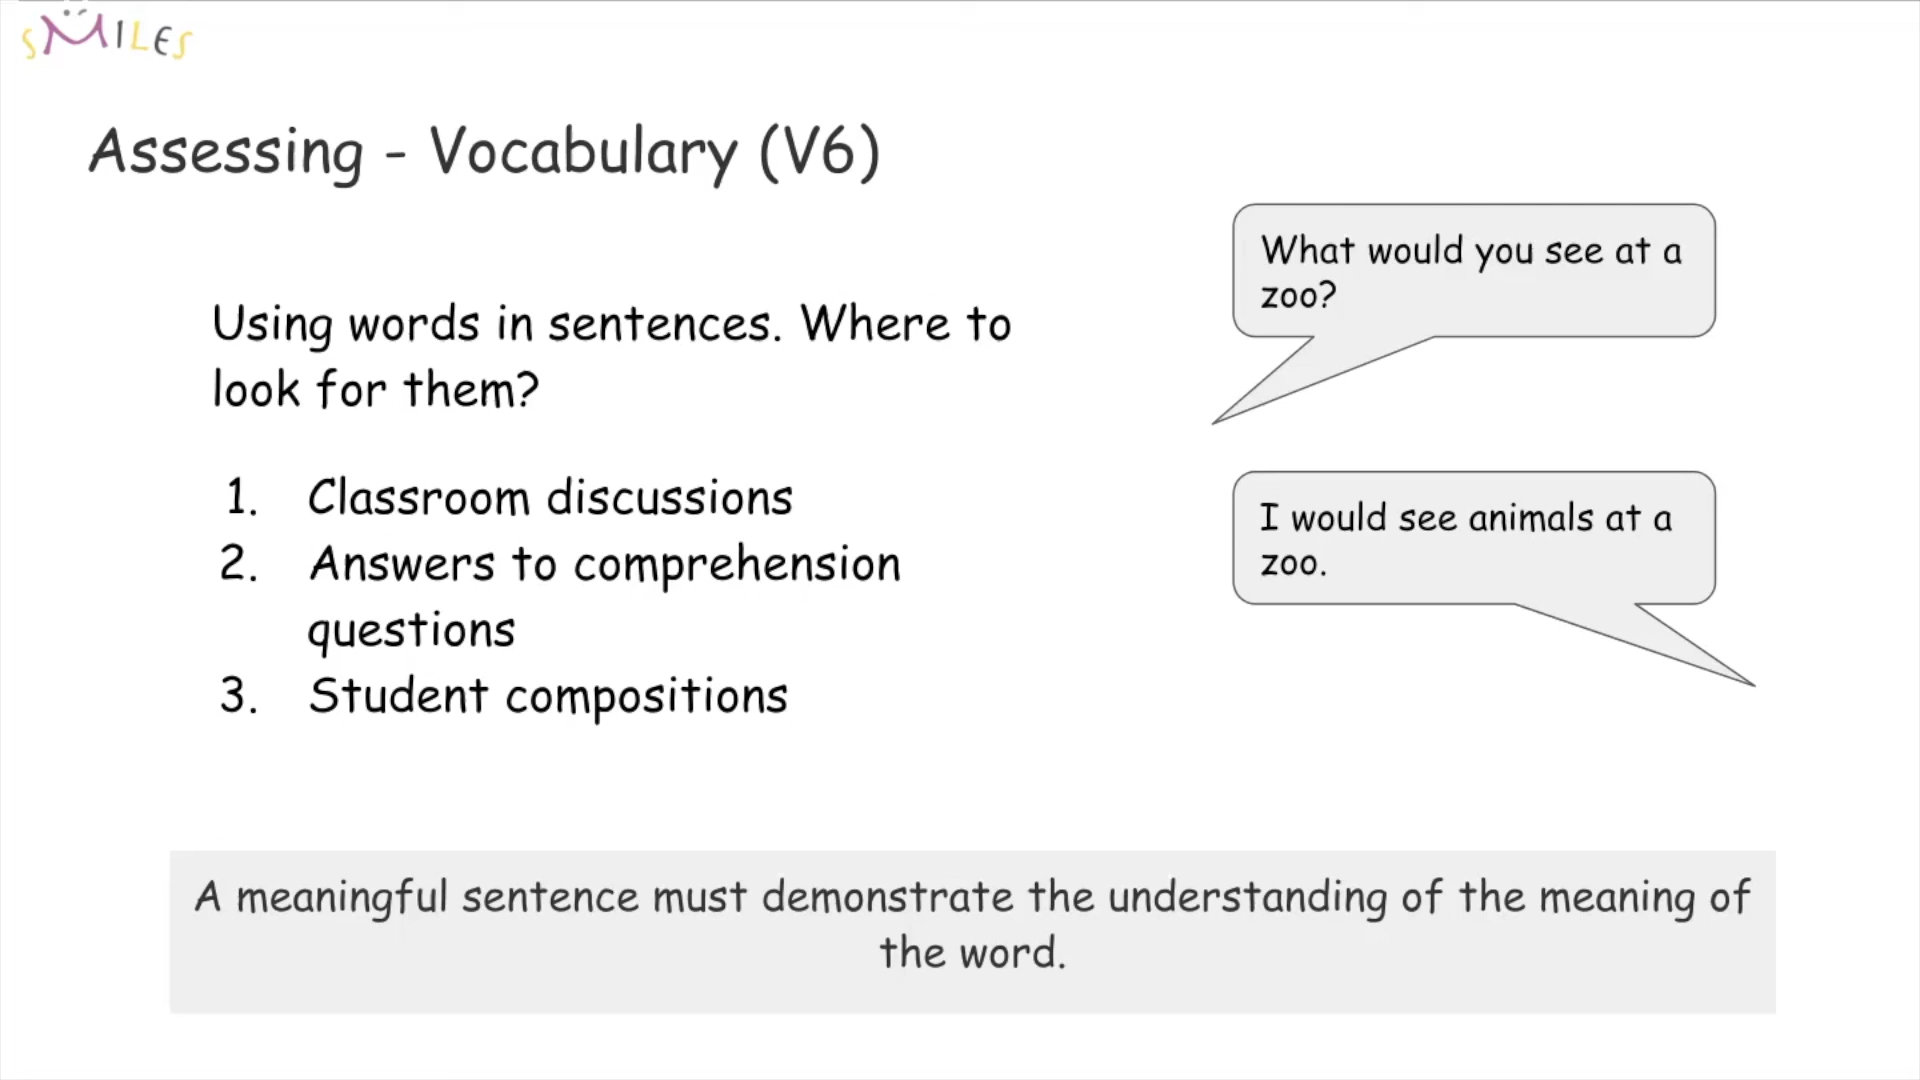 SMILES
Assessing - Vocabulary (V6)
Using words in sentences. Where to
look for them?
1. Classroom discussions
2. Answers to comprehension
questions
3. Student compositions
What would you see at a
zoo?
I would see animals at a
zoo.
A meaningful sentence must demonstrate the understanding of the meaning of
the word.